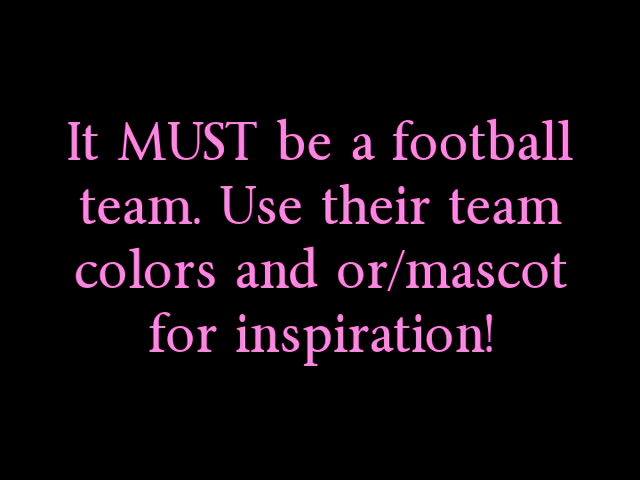 It MUST be a football
team. Use their team
colors and or/mascot
for inspiration!